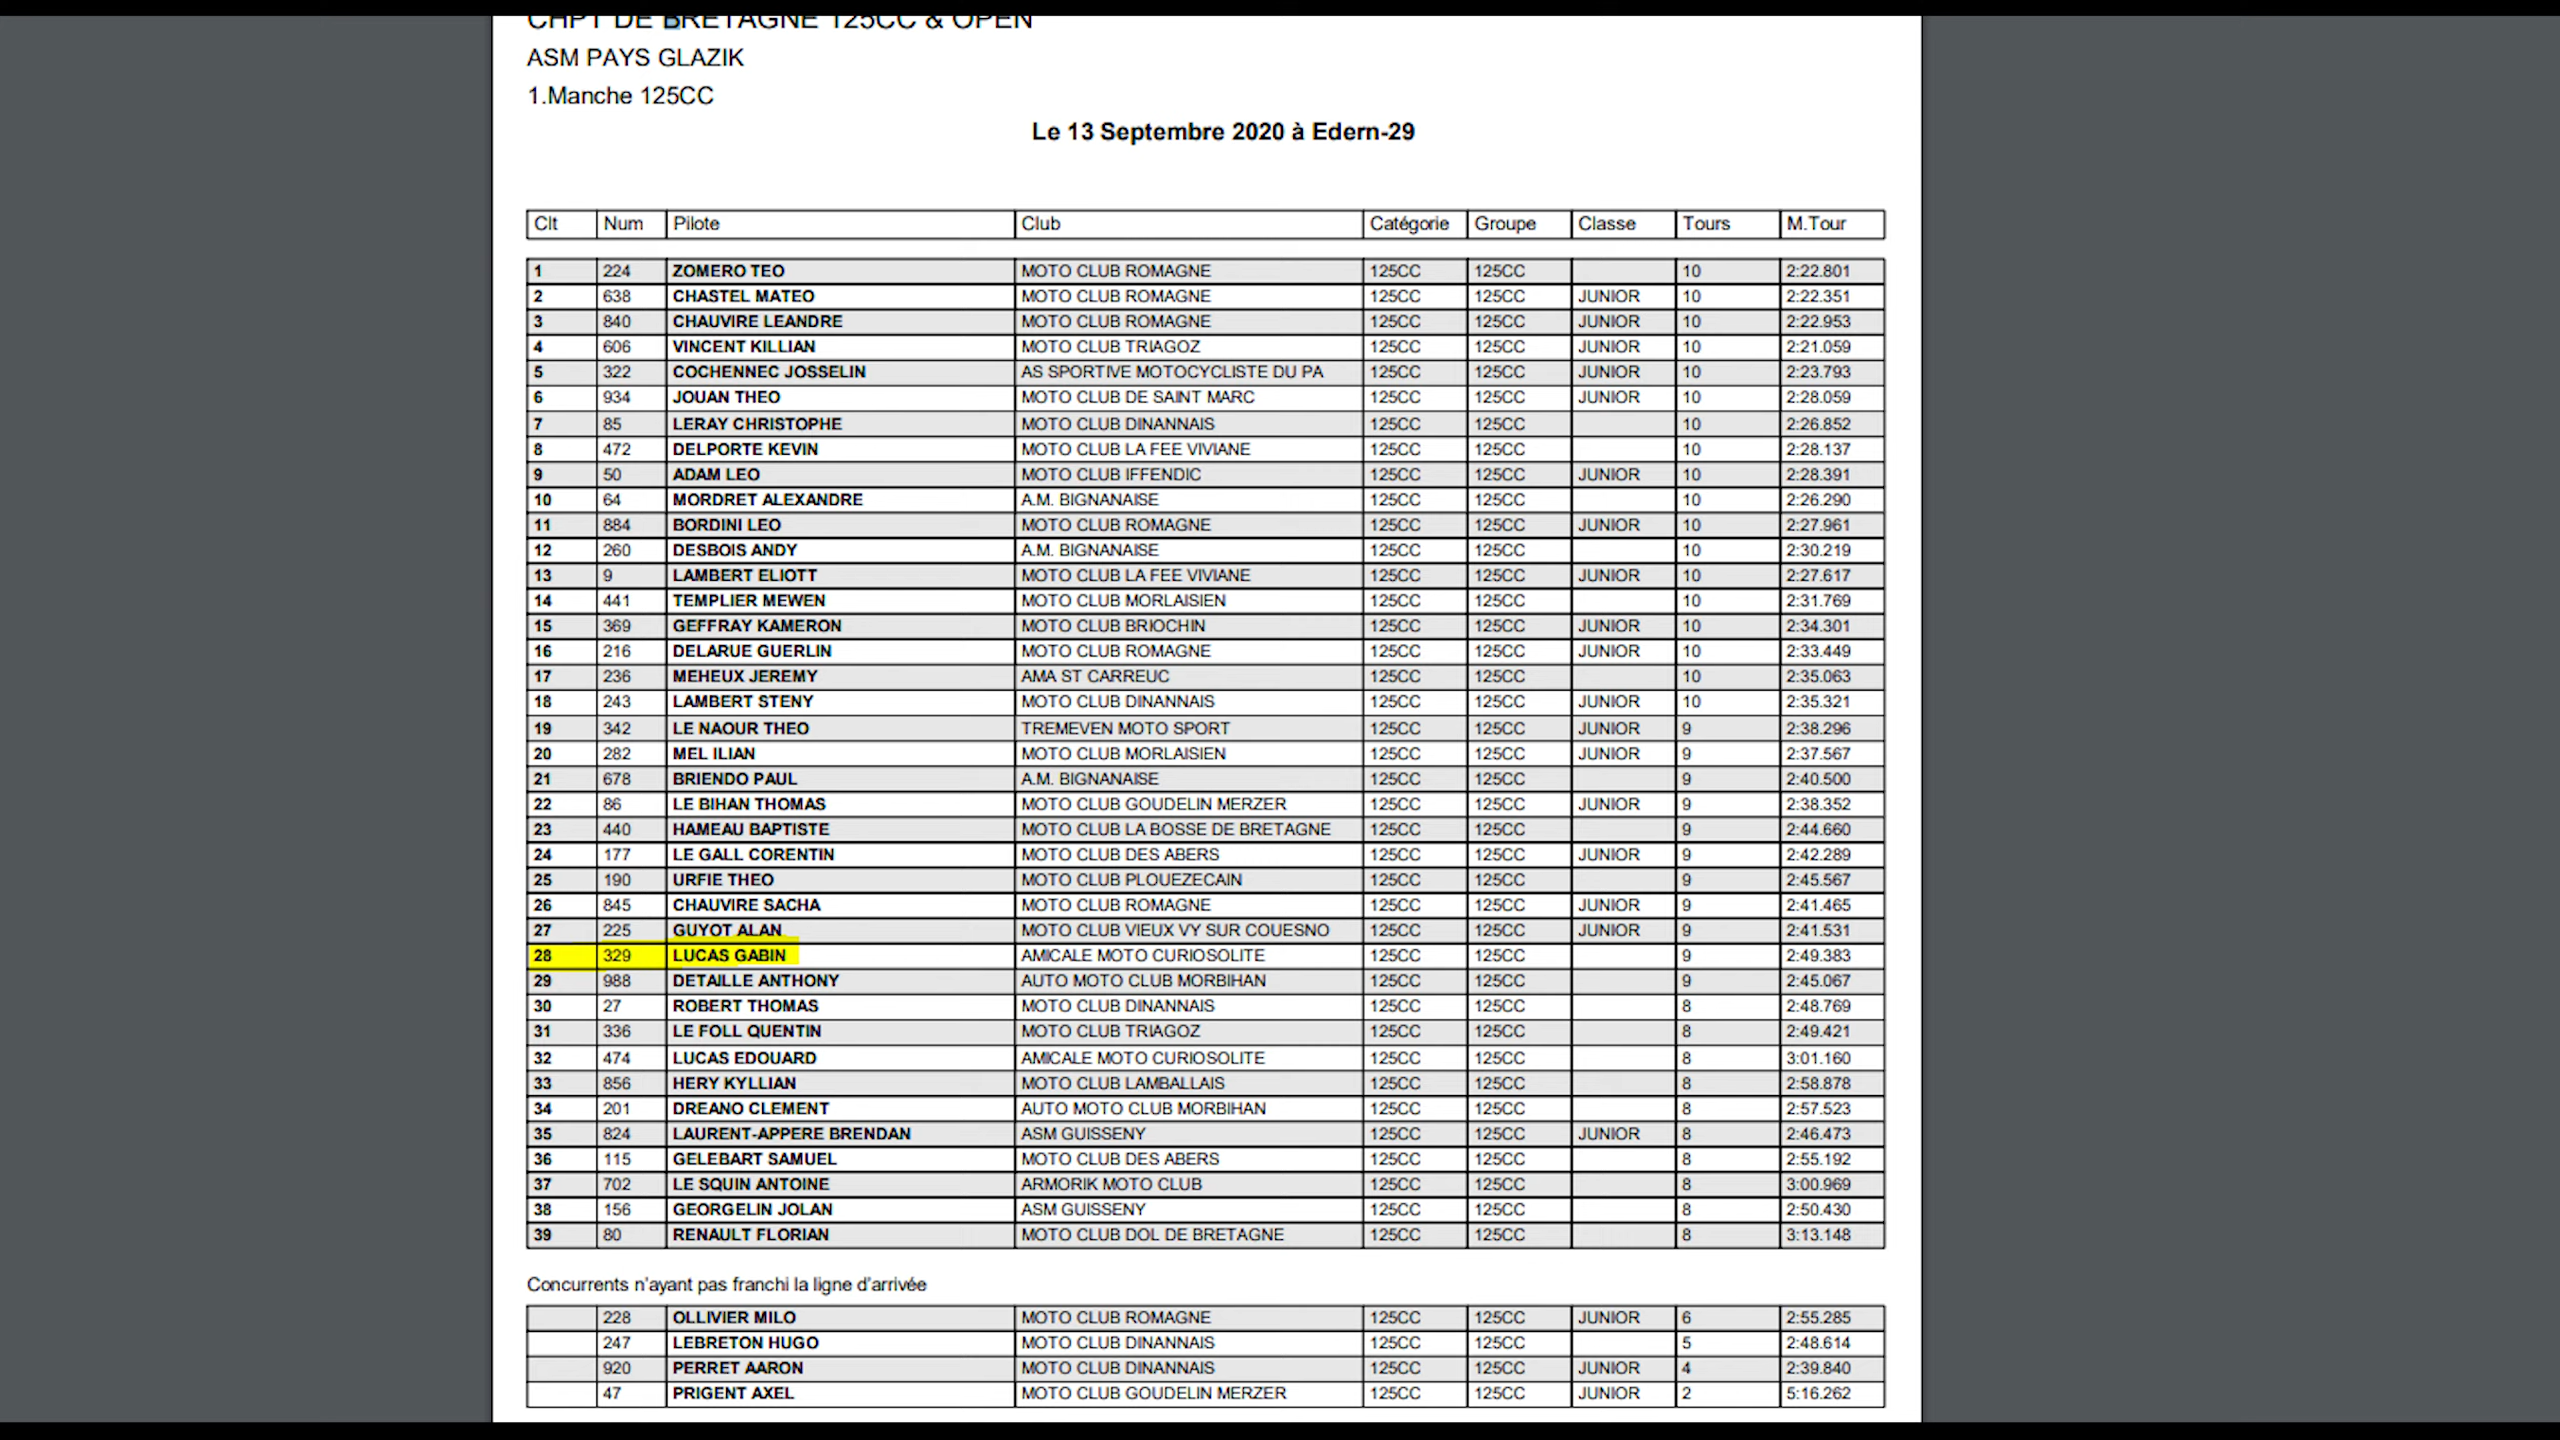 CHPT DE BRETAGNE 125CC & OPEN
ASM PAYS GLAZIK
1.Manche 125CC
Le 13 Septembre 2020 à Edern-29
Clt Num Pilote Club Catégorie Groupe Classe Tours M.Tour
1 224 ZOMERO TEO MOTO CLUB ROMAGNE 125CC 125CC 10 2:22.801
2 638 CHASTEL MATEO MOTO CLUB ROMAGNE 125CC 125CC JUNIOR 10 2:22.351
3 840 CHAUVIRE LEANDRE MOTO CLUB ROMAGNE 125CC 125CC JUNIOR 10 2:22.953
4 606 VINCENT KILLIAN MOTO CLUB TRIAGOZ 125CC 125CC JUNIOR 10 2:21.059
5 322 COCHENNEC JOSSELIN AS SPORTIVE MOTOCYCLISTE DU PA 125CC 125CC JUNIOR 10 2:23.793
6 934 JOUAN THEO MOTO CLUB DE SAINT MARC 125CC 125CC JUNIOR 10 2:28.059
7 85 LERAY CHRISTOPHE MOTO CLUB DINANNAIS 125CC 125CC 10 2:26.852
8 472 DELPORTE KEVIN MOTO CLUB LA FEE VIVIANE 125CC 125CC 10 2:28.137
9 50 ADAM LEO MOTO CLUB IFFENDIC 125CC 125CC JUNIOR 10 2:28.391
10 64 MORDRET ALEXANDRE A.M. BIGNANAISE 125CC 125CC 10 2:26.290
11 884 BORDINI LEO MOTO CLUB ROMAGNE 125CC 125CC JUNIOR 10 2:27.961
12 260 DESBOIS ANDY A.M. BIGNANAISE 125CC 125CC 10 2:30.219
13 9 LAMBERT ELIOTT MOTO CLUB LA FEE VIVIANE 125CC 125CC JUNIOR 10 2:27.617
14 441 TEMPLIER MEWEN MOTO CLUB MORLAISIEN 125CC 125CC 10 2:31.769
15 369 GEFFRAY KAMERON MOTO CLUB BRIOCHIN 125CC 125CC JUNIOR 10 2:34.301
16 216 DELARUE GUERLIN MOTO CLUB ROMAGNE 125CC 125CC JUNIOR 10 2:33.449
17 236 MEHEUX JEREMY AMA ST CARREUC 125CC 125CC 10 2:35.063
18 243 LAMBERT STENY MOTO CLUB DINANNAIS 125CC 125CC JUNIOR 10 2:35.321
19 342 LE NAOUR THEO TREMEVEN MOTO SPORT 125CC 125CC JUNIOR 9 2:38.296
20 282 MEL ILIAN MOTO CLUB MORLAISIEN 125CC 125CC JUNIOR 9 2:37.567
21 678 BRIENDO PAUL A.M. BIGNANAISE 125CC 125CC 9 2:40.500
22 86 LE BIHAN THOMAS MOTO CLUB GOUDELIN MERZER 125CC 125CC JUNIOR 9 2:38.352
23 440 HAMEAU BAPTISTE MOTO CLUB LA BOSSE DE BRETAGNE 125CC 125CC 9 2:44.660
24 177 LE GALL CORENTIN MOTO CLUB DES ABERS 125CC 125CC JUNIOR 9 2:42.289
25 190 URFIE THEO MOTO CLUB PLOUEZECAIN 125CC 125CC 9 2:45.567
26 845 CHAUVIRE SACHA MOTO CLUB ROMAGNE 125CC 125CC JUNIOR 9 2:41.465
27 225 GUYOT ALAN MOTO CLUB VIEUX VY SUR COUESNO 125CC 125CC JUNIOR 9 2:41.531
28 329 LUCAS GABIN AMICALE MOTO CURIOSOLITE 125CC 125CC 9 2:49.383
29 988 DETAILLE ANTHONY AUTO MOTO CLUB MORBIHAN 125CC 125CC 9 2:45.067
30 27 ROBERT THOMAS MOTO CLUB DINANNAIS 125CC 125CC 8 2:48.769
31 336 LE FOLL QUENTIN MOTO CLUB TRIAGOZ 125CC 125CC 8 2:49.421
32 474 LUCAS EDOUARD AMICALE MOTO CURIOSOLITE 125CC 125CC 8 3:01.160
33 856 HERY KYLLIAN MOTO CLUB LAMBALLAIS 125CC 125CC 8 2:58.878
34 201 DREANO CLEMENT AUTO MOTO CLUB MORBIHAN 125CC 125CC 8 2:57.523
35 824 LAURENT-APPERE BRENDAN ASM GUISSENY 125CC 125CC JUNIOR 8 2:46.473
36 115 GELEBART SAMUEL MOTO CLUB DES ABERS 125CC 125CC 8 2:55.192
37 702 LE SQUIN ANTOINE ARMORIK MOTO CLUB 125CC 125CC 8 3:00.969
38 156 GEORGELIN JOLAN ASM GUISSENY 125CC 125CC 8 2:50.430
39 80 RENAULT FLORIAN MOTO CLUB DOL DE BRETAGNE 125CC 125CC 8 3:13.148
Concurrents n'ayant pas franchi la ligne d'arrivée
228 OLLIVIER MILO MOTO CLUB ROMAGNE 125CC 125CC JUNIOR 6 2:55.285
247 LEBRETON HUGO MOTO CLUB DINANNAIS 125CC 125CC 5 2:48.614
920 PERRET AARON MOTO CLUB DINANNAIS 125CC 125CC JUNIOR 4 2:39.840
47 PRIGENT AXEL MOTO CLUB GOUDELIN MERZER 125CC 125CC JUNIOR 2 5:16.262